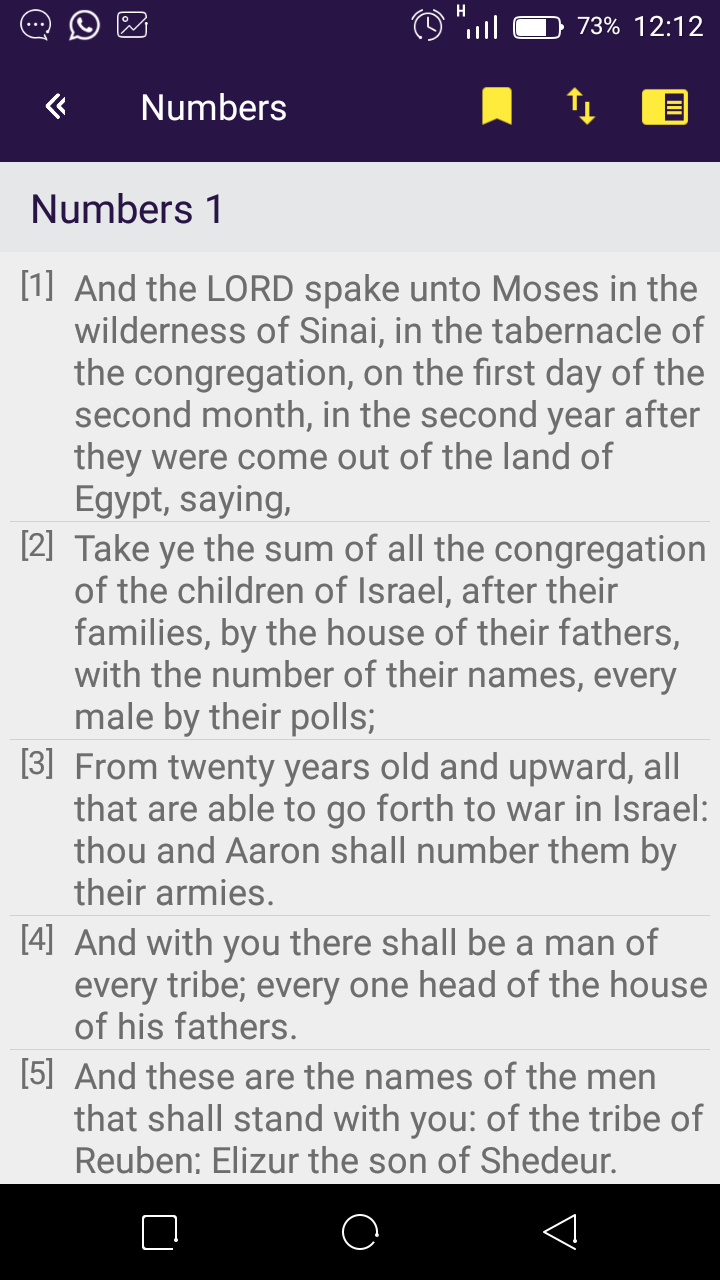 H 73% 12:12
Numbers
Numbers 1
[1] And the LORD spake unto Moses in the
wilderness of Sinai, in the tabernacle of
the congregation, on the first day of the
second month, in the second year after
they were come out of the land of
Egypt, saying,
[2] Take ye the sum of all the congregation
of the children of Israel, after their
families, by the house of their fathers,
with the number of their names, every
male by their polls;
[3] From twenty years old and upward, all
that are able to go forth to war in Israel:
thou and Aaron shall number them by
their armies.
[4] And with you there shall be a man of
every tribe; every one head of the house
of his fathers.
[5] And these are the names of the men
that shall stand with you: of the tribe of
Reuben; Elizur the son of Shedeur.